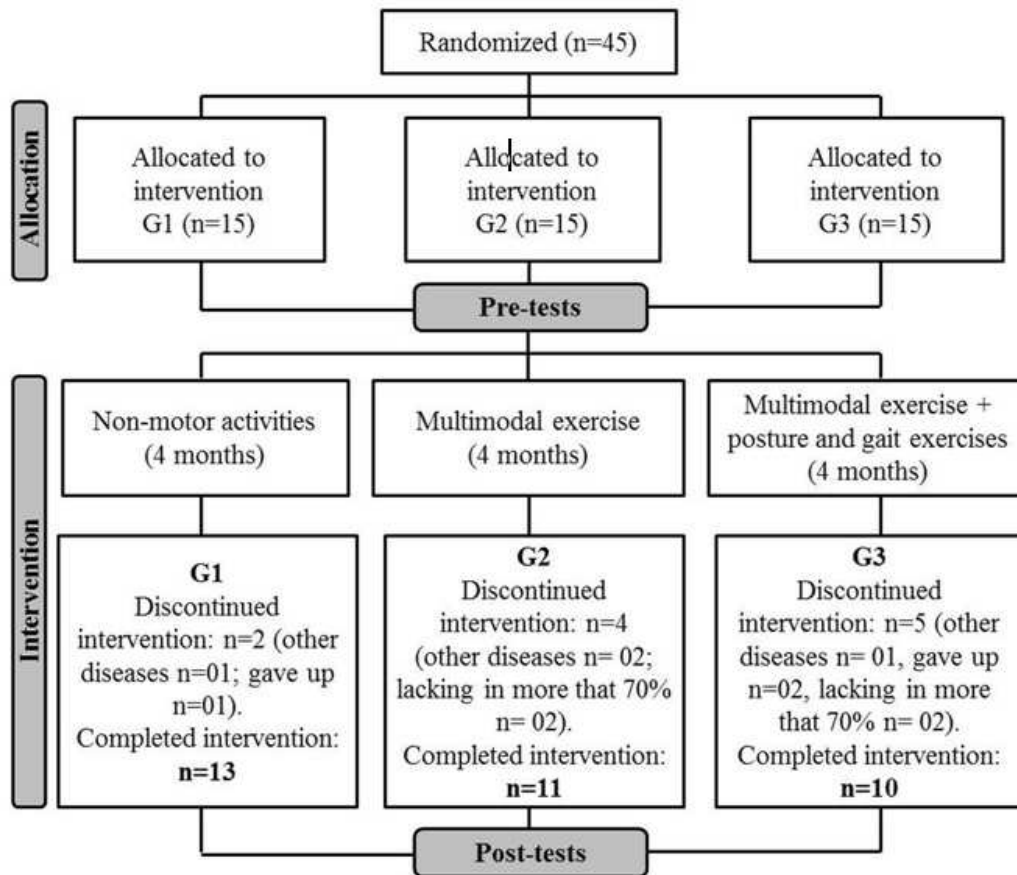 Randomized (n=45)
Allocation
Allocated to
intervention
G1 (n=15)
Allocated to
intervention
G2 (n=15)
Allocated to
intervention
G3 (n=15)
Pre-tests
Intervention
Non-motor activities
(4 months)
Multimodal exercise
(4 months)
Multimodal exercise +
posture and gait exercises
(4 months)
G1
Discontinued
intervention: n=2 (other
diseases n=01; gave up
n=01).
Completed intervention:
n=13
G2
Discontinued
intervention: n=4
(other diseases n= 02;
lacking in more that 70%
n= 02).
Completed intervention:
n=11
G3
Discontinued
intervention: n=5 (other
diseases n= 01, gave up
n=02, lacking in more
that 70% n= 02).
Completed intervention:
n=10
Post-tests